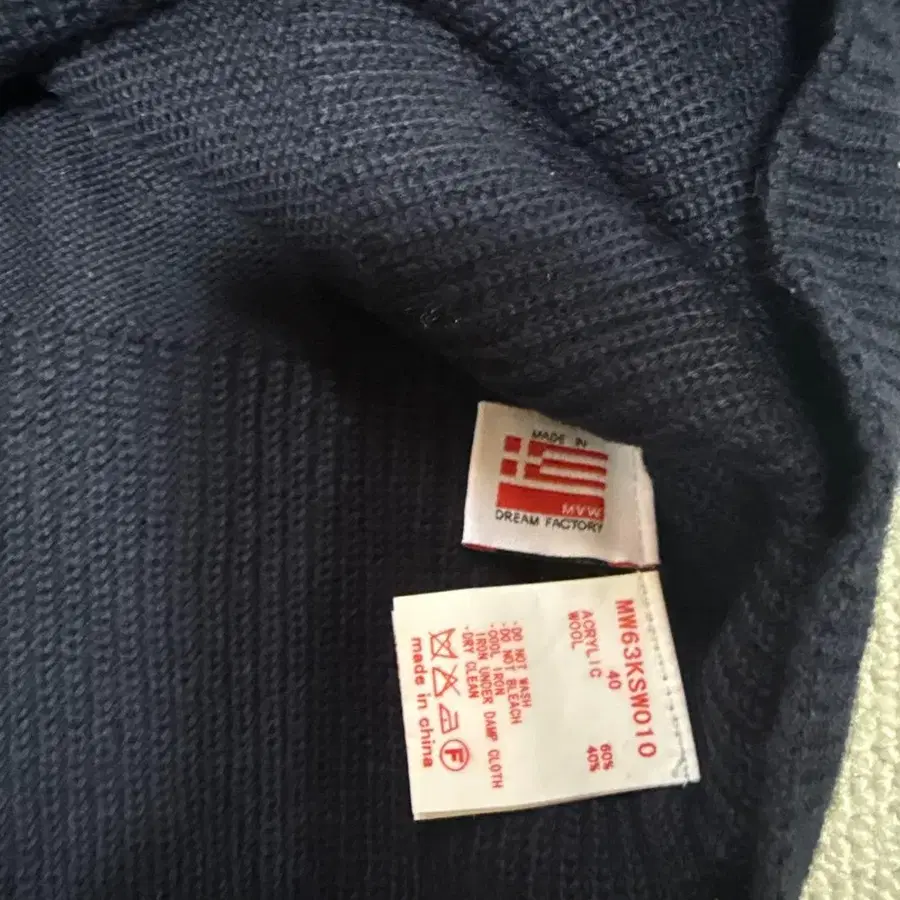 MADE IN
MVW
DREAM FACTORY
MW63KSW010
40
ACRYLIC 60%
WOOL 40%
·DO NOT WASH
·DO NOT BLEACH
·COOL IRON
IRON UNDER DAMP CLOTH
·DRY CLEAN
F
made in china